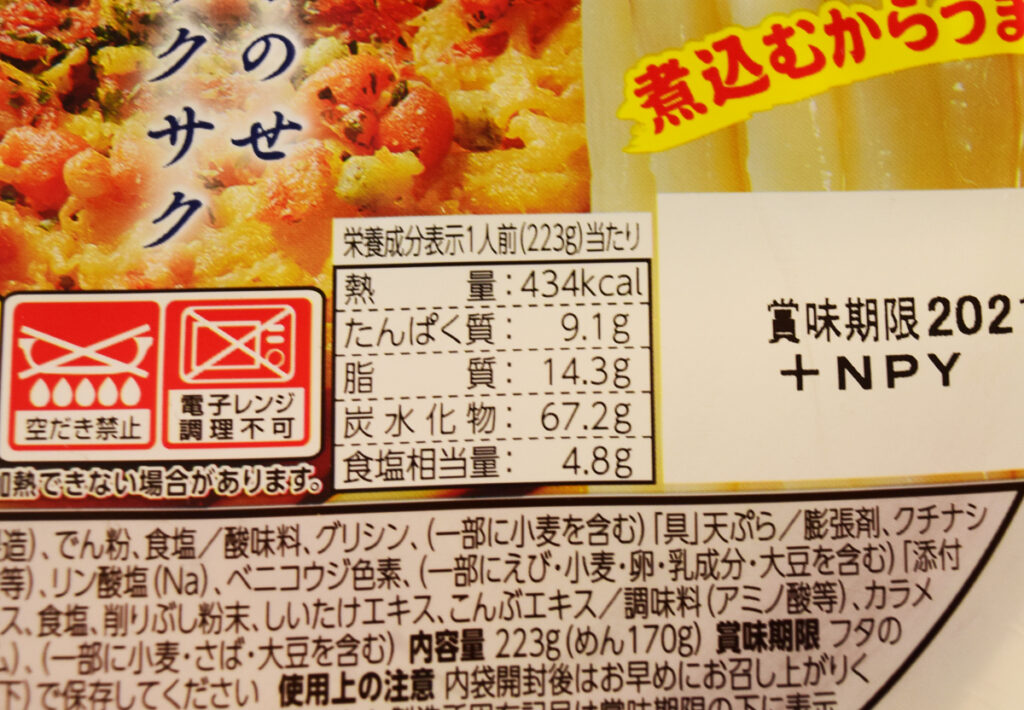 のせ
クサク
煮込むからうま
栄養成分表示1人前(223g)当たり
熱量:434kcal
たんぱく質: 9.1g
脂質: 14.3g
炭水化物: 67.2g
食塩相当量: 4.8g
賞味期限2021
+NPY
空だき禁止
電子レンジ
調理不可
加熱できない場合があります。
造)、でん粉、食塩/酸味料、グリシン、(一部に小麦を含む)「具」天ぷら/膨張剤、クチナシ
等)、リン酸塩(Na)、ベニコウジ色素、(一部にえび・小麦・卵・乳成分・大豆を含む)「添付
ス、食塩、削りぶし粉末、しいたけエキス、こんぶエキス/調味料(アミノ酸等)、カラメ
ム)、(一部に小麦・さば・大豆を含む) 内容量 223g(めん170g) 賞味期限 フタの
下)で保存してください 使用上の注意 内袋開封後はお早めにお召し上がりく
は賞味期限の下に表示